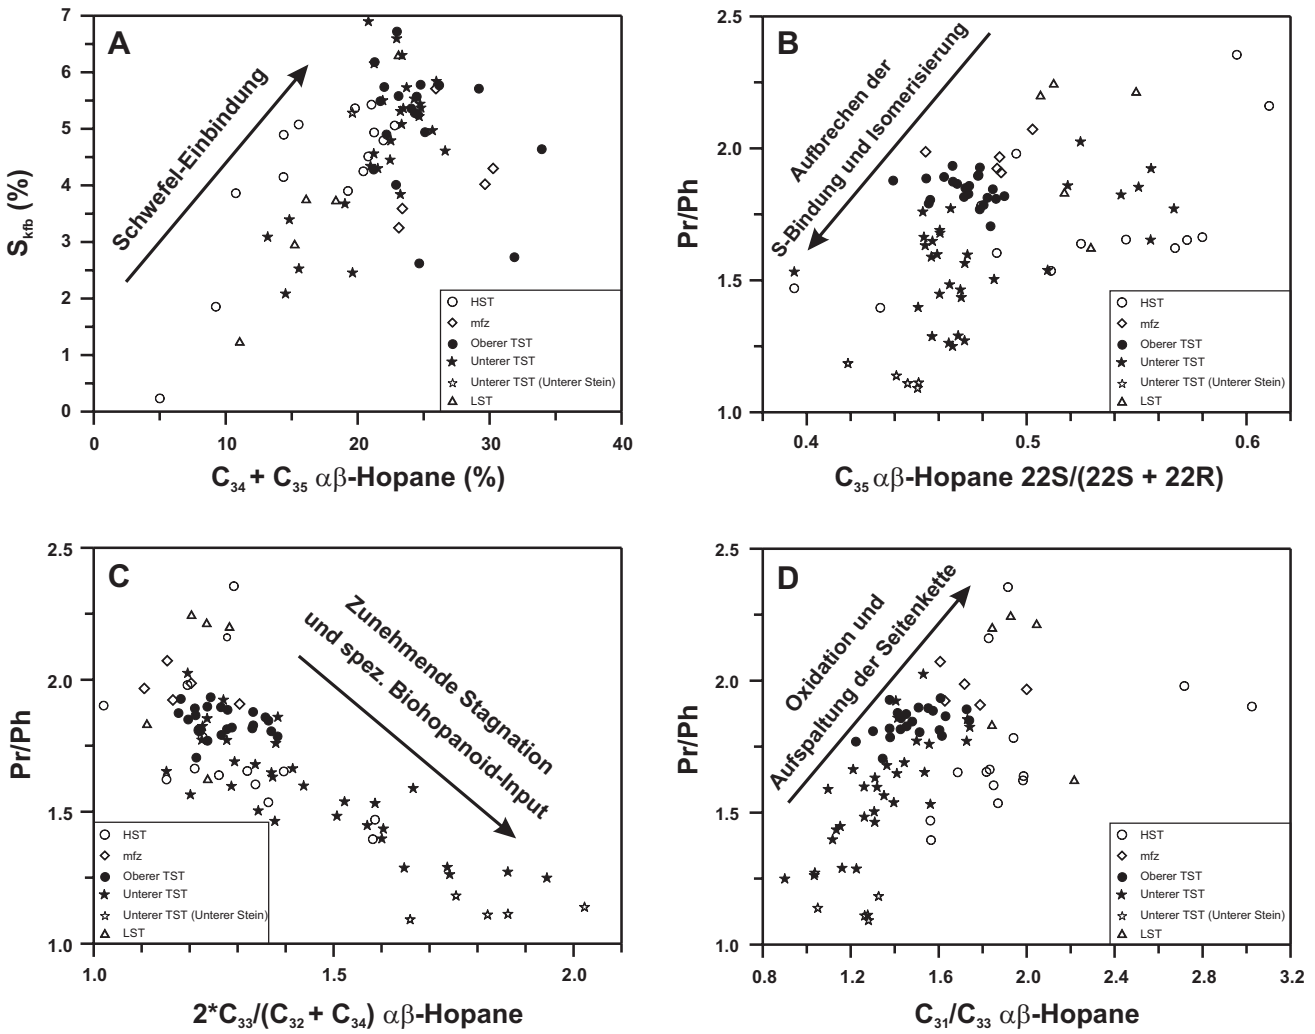 A
Schwefel-Einbindung
7
6
5
4
3
2
1
0
S kfb (%)
0 10 20 30 40
C34 + C35 αβ-Hopane (%)
HST
mfz
Oberer TST
Unterer TST
Unterer TST (Unterer Stein)
LST
B
Aufbrechen der
S-Bindung und Isomerisierung
2.5
2.0
1.5
1.0
Pr/Ph
0.4 0.5 0.6
C35 αβ-Hopane 22S/(22S + 22R)
HST
mfz
Oberer TST
Unterer TST
Unterer TST (Unterer Stein)
LST
C
Zunehmende Stagnation
und spez. Biohopanoid-Input
2.5
2.0
1.5
1.0
Pr/Ph
1.0 1.5 2.0
2*C33/(C32 + C34) αβ-Hopane
HST
mfz
Oberer TST
Unterer TST
Unterer TST (Unterer Stein)
LST
D
Oxidation und
Aufspaltung der Seitenkette
2.5
2.0
1.5
1.0
Pr/Ph
0.8 1.2 1.6 2.0 2.4 2.8 3.2
C31/C33 αβ-Hopane
HST
mfz
Oberer TST
Unterer TST
Unterer TST (Unterer Stein)
LST